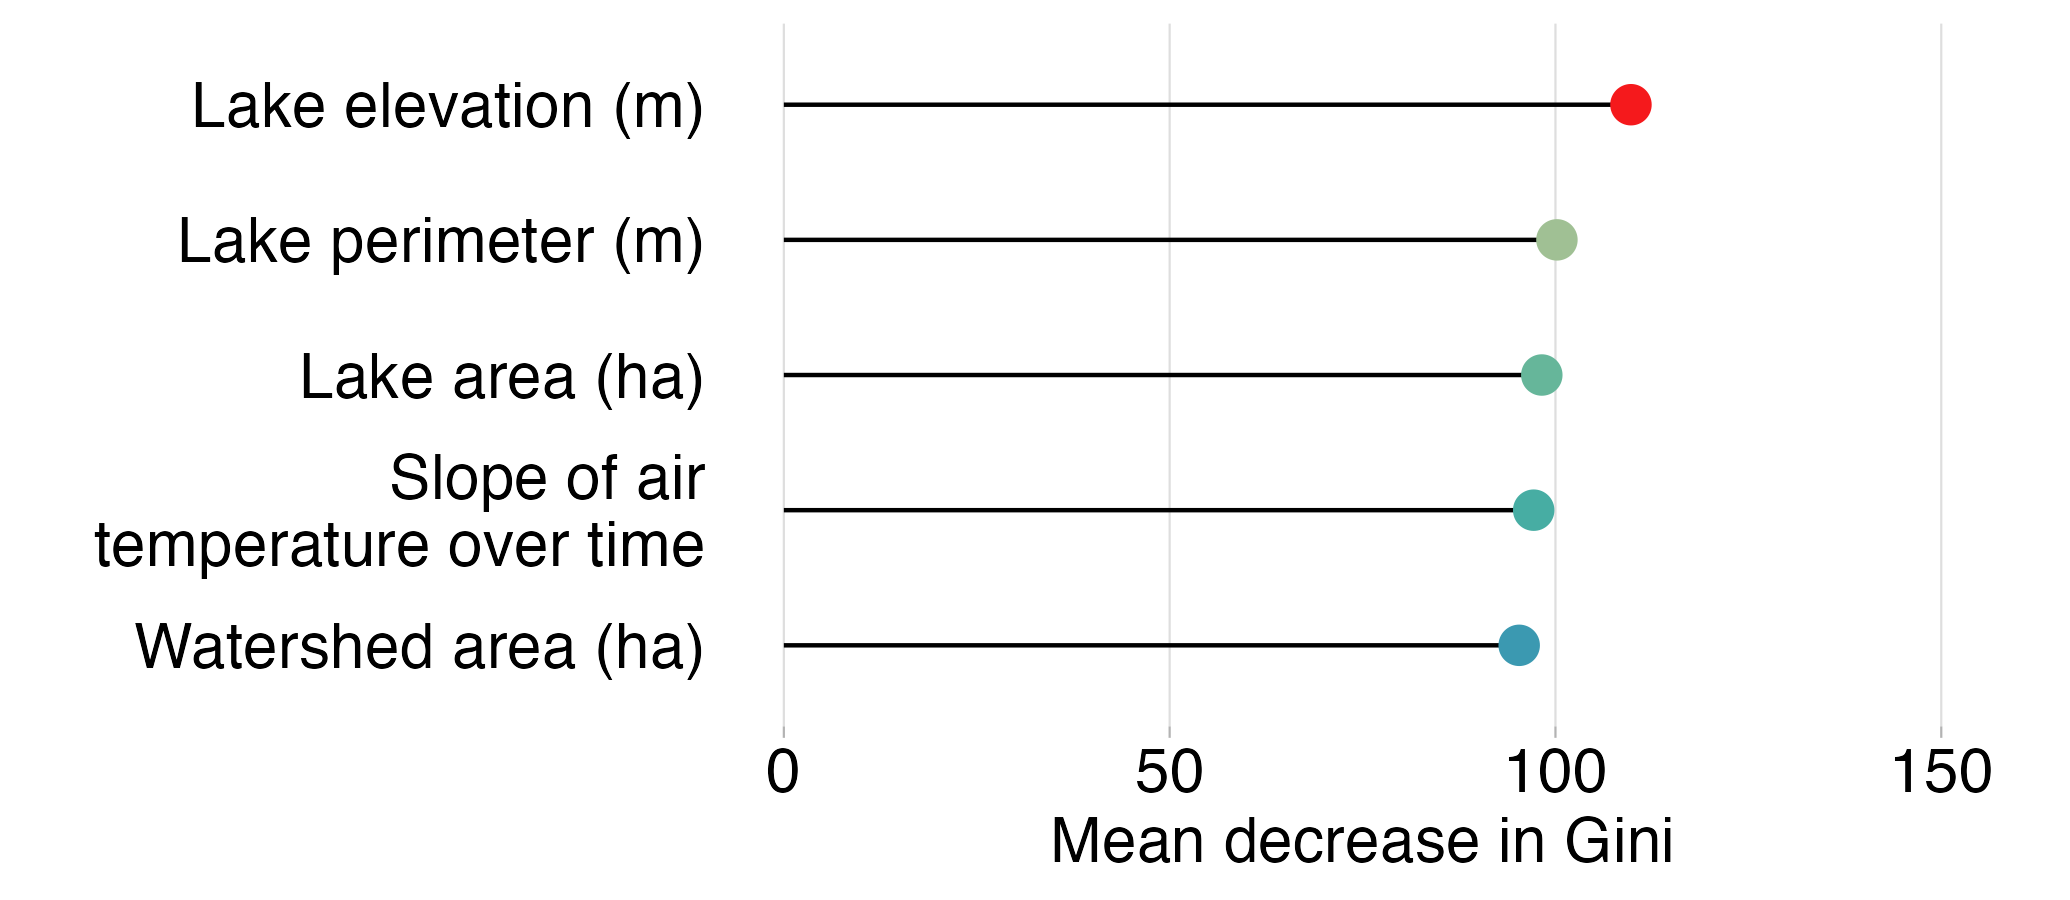 Lake elevation (m)
Lake perimeter (m)
Lake area (ha)
Slope of air
temperature over time
Watershed area (ha)
0 50 100 150
Mean decrease in Gini